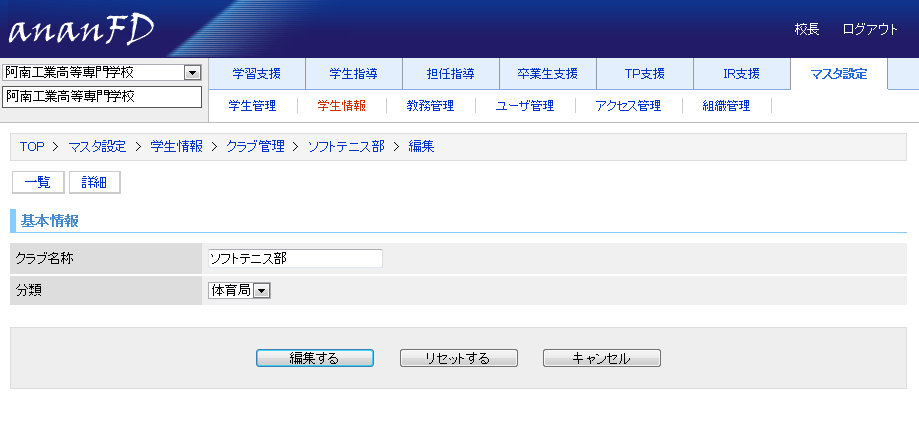 ananFD
校長 ログアウト
阿南工業高等専門学校
阿南工業高等専門学校
学習支援 学生指導 担任指導 卒業生支援 TP支援 IR支援 マスタ設定
学生管理 学生情報 教務管理 ユーザ管理 アクセス管理 組織管理
TOP > マスタ設定 > 学生情報 > クラブ管理 > ソフトテニス部 > 編集
一覧 詳細
基本情報
クラブ名称 ソフトテニス部
分類 体育局
編集する リセットする キャンセル